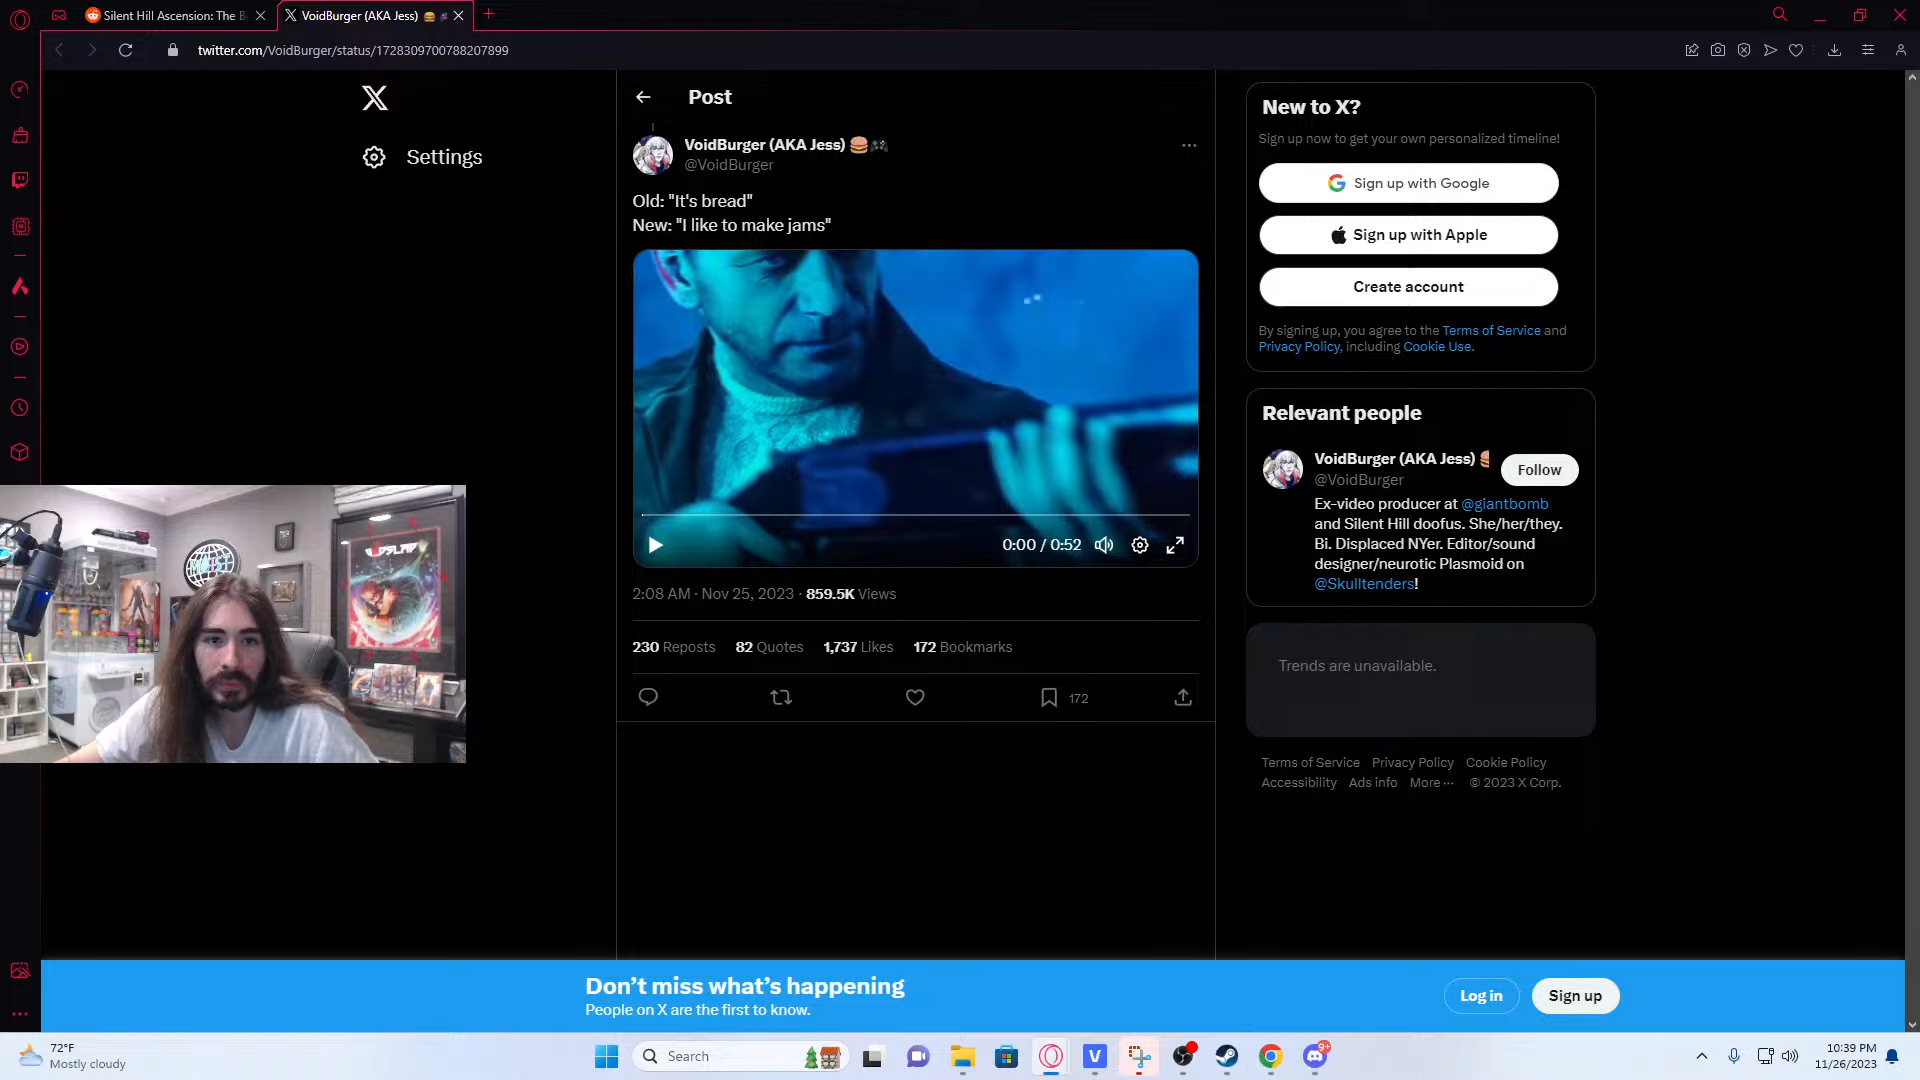 Silent Hill Ascension: The B
VoidBurger (AKA Jess)
twitter.com/VoidBurger/status/1728309700788207899
Settings
Post
VoidBurger (AKA Jess)
@VoidBurger
Old: "It's bread"
New: "I like to make jams"
0:00 / 0:52
2:08 AM · Nov 25, 2023 · 859.5K Views
230 Reposts 82 Quotes 1,737 Likes 172 Bookmarks
172
New to X?
Sign up now to get your own personalized timeline!
Sign up with Google
Sign up with Apple
Create account
By signing up, you agree to the Terms of Service and
Privacy Policy, including Cookie Use.
Relevant people
VoidBurger (AKA Jess)
@VoidBurger
Follow
Ex-video producer at @giantbomb
and Silent Hill doofus. She/her/they.
Bi. Displaced NYer. Editor/sound
designer/neurotic Plasmoid on
@Skulltenders!
Trends are unavailable.
Terms of Service Privacy Policy Cookie Policy
Accessibility Ads info More ··· © 2023 X Corp.
MOIST
Don't miss what's happening
People on X are the first to know.
Log in
Sign up
72°F
Mostly cloudy
Search
9+
10:39 PM
11/26/2023